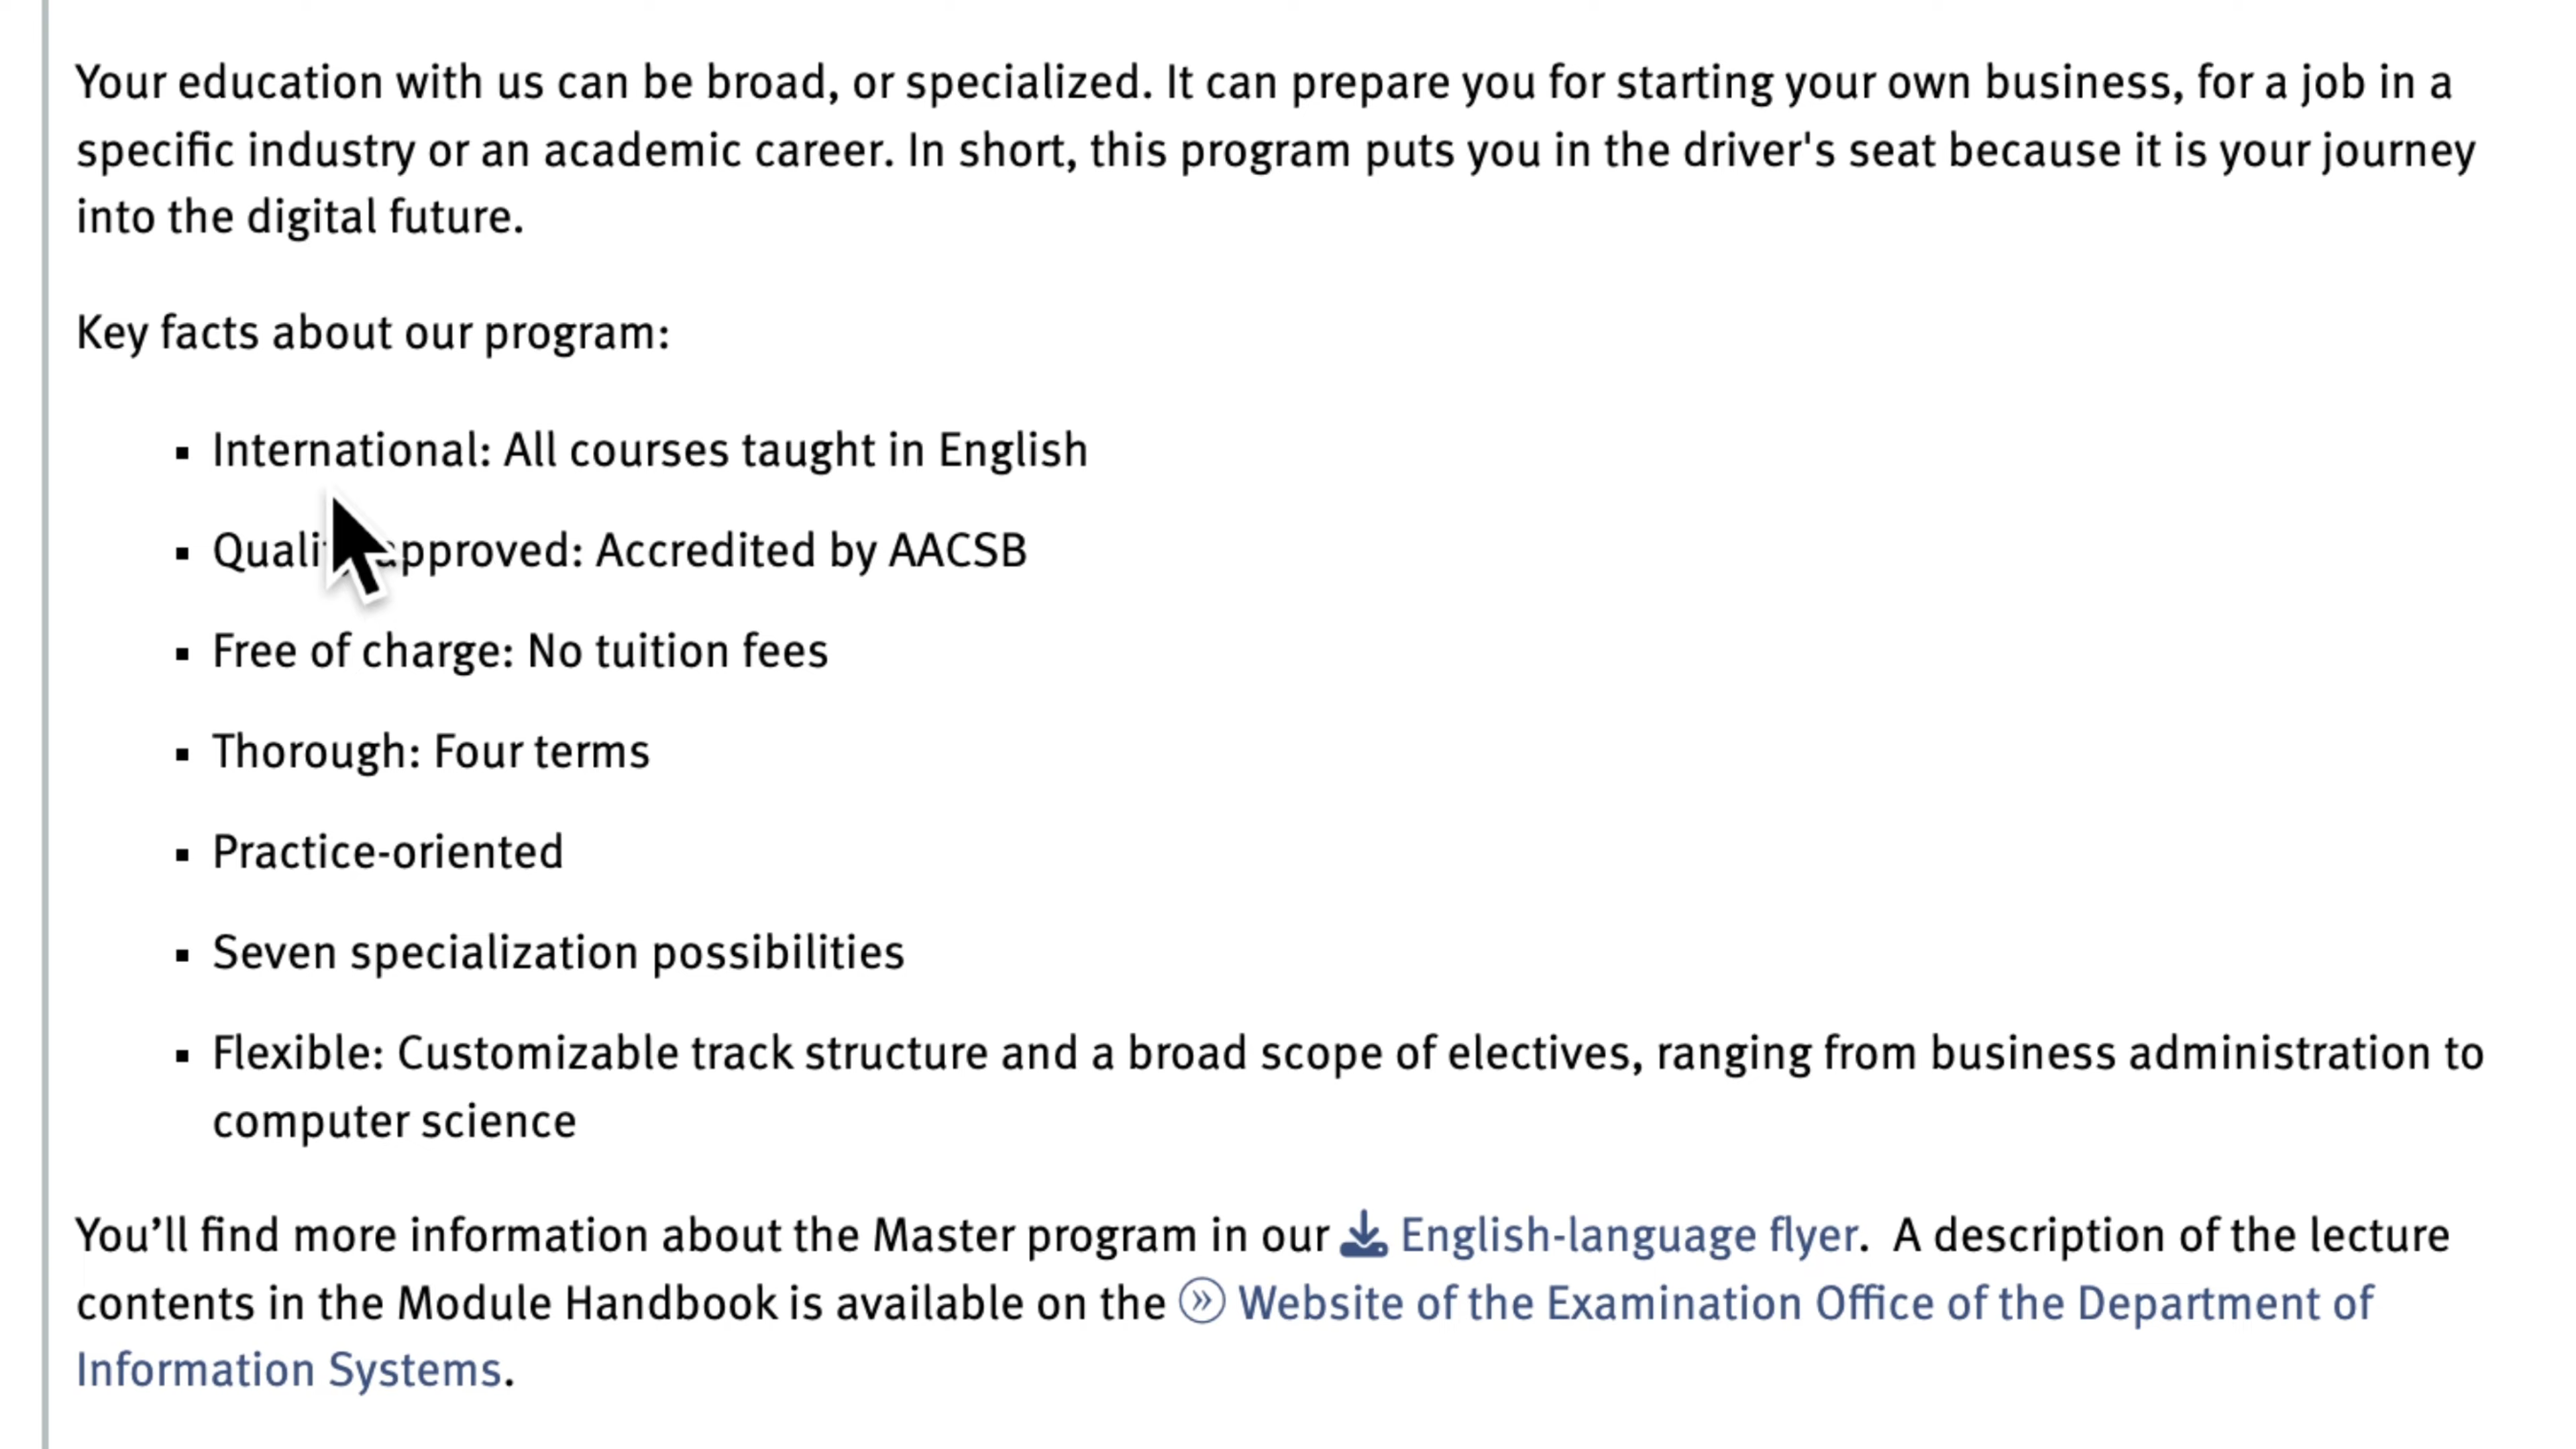 Your education with us can be broad, or specialized. It can prepare you for starting your own business, for a job in a
specific industry or an academic career. In short, this program puts you in the driver's seat because it is your journey
into the digital future.
Key facts about our program:
▪ International: All courses taught in English
▪ approved: Accredited by AACSB
▪ Free of charge: No tuition fees
▪ Thorough: Four terms
▪ Practice-oriented
▪ Seven specialization possibilities
▪ Flexible: Customizable track structure and a broad scope of electives, ranging from business administration to
computer science
You’ll find more information about the Master program in our English-language flyer. A description of the lecture
contents in the Module Handbook is available on the » Website of the Examination Office of the Department of
Information Systems.